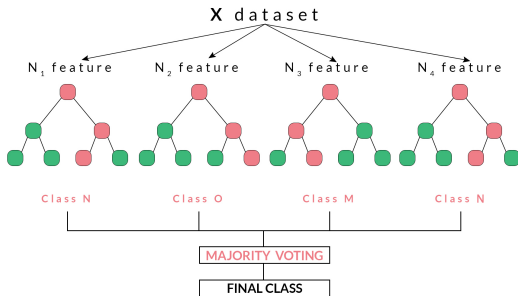 X dataset
N1 feature N2 feature N3 feature N4 feature
Class N Class O Class M Class N
MAJORITY VOTING
FINAL CLASS